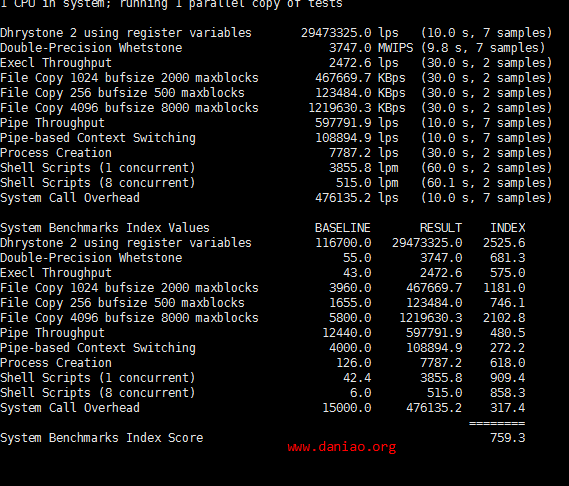 1 CPU in system; running 1 parallel copy of tests
Dhrystone 2 using register variables 29473325.0 lps (10.0 s, 7 samples)
Double-Precision Whetstone 3747.0 MWIPS (9.8 s, 7 samples)
Execl Throughput 2472.6 lps (30.0 s, 2 samples)
File Copy 1024 bufsize 2000 maxblocks 467669.7 KBps (30.0 s, 2 samples)
File Copy 256 bufsize 500 maxblocks 123484.0 KBps (30.0 s, 2 samples)
File Copy 4096 bufsize 8000 maxblocks 1219630.3 KBps (30.0 s, 2 samples)
Pipe Throughput 597791.9 lps (10.0 s, 7 samples)
Pipe-based Context Switching 108894.9 lps (10.0 s, 7 samples)
Process Creation 7787.2 lps (30.0 s, 2 samples)
Shell Scripts (1 concurrent) 3855.8 lpm (60.0 s, 2 samples)
Shell Scripts (8 concurrent) 515.0 lpm (60.1 s, 2 samples)
System Call Overhead 476135.2 lps (10.0 s, 7 samples)
System Benchmarks Index Values BASELINE RESULT INDEX
Dhrystone 2 using register variables 116700.0 29473325.0 2525.6
Double-Precision Whetstone 55.0 3747.0 681.3
Execl Throughput 43.0 2472.6 575.0
File Copy 1024 bufsize 2000 maxblocks 3960.0 467669.7 1181.0
File Copy 256 bufsize 500 maxblocks 1655.0 123484.0 746.1
File Copy 4096 bufsize 8000 maxblocks 5800.0 1219630.3 2102.8
Pipe Throughput 12440.0 597791.9 480.5
Pipe-based Context Switching 4000.0 108894.9 272.2
Process Creation 126.0 7787.2 618.0
Shell Scripts (1 concurrent) 42.4 3855.8 909.4
Shell Scripts (8 concurrent) 6.0 515.0 858.3
System Call Overhead 15000.0 476135.2 317.4
========
System Benchmarks Index Score 759.3
www.daniao.org